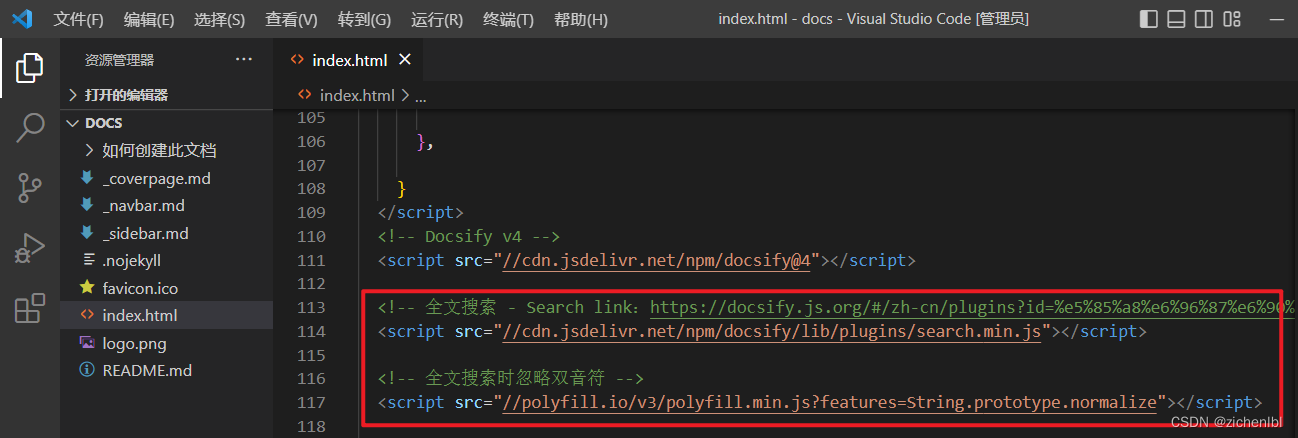 文件(F) 编辑(E) 选择(S) 查看(V) 转到(G) 运行(R) 终端(T) 帮助(H) index.html - docs - Visual Studio Code [管理员]
资源管理器 ...
index.html
打开的编辑器
index.html > ...
DOCS
如何创建此文档
_coverpage.md
_navbar.md
_sidebar.md
.nojekyll
favicon.ico
index.html
logo.png
README.md
105
106 },
107
108 }
109 </script>
110 <!-- Docsify v4 -->
111 <script src="//cdn.jsdelivr.net/npm/docsify@4"></script>
112
113 <!-- 全文搜索 - Search link: https://docsify.js.org/#/zh-cn/plugins?id=%e5%85%a8%e6%96%87%e6%90%
114 <script src="//cdn.jsdelivr.net/npm/docsify/lib/plugins/search.min.js"></script>
115
116 <!-- 全文搜索时忽略双音符 -->
117 <script src="//polyfill.io/v3/polyfill.min.js?features=String.prototype.normalize"></script>
118
CSDN @zichenlbl